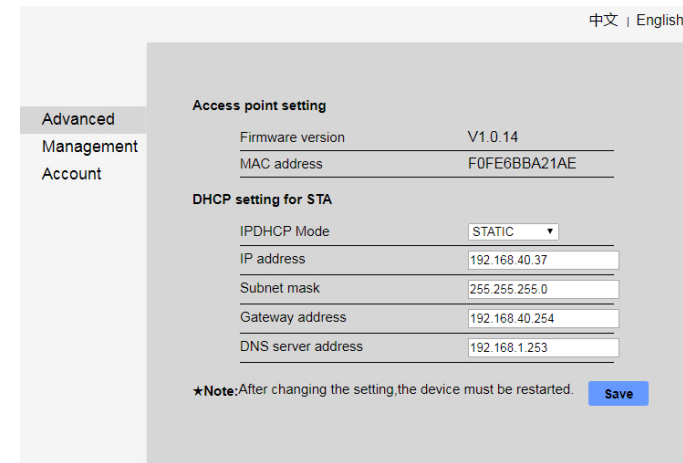 中文 | English
Advanced
Management
Account
Access point setting
Firmware version V1.0.14
MAC address F0FE6BBA21AE
DHCP setting for STA
IPDHCP Mode STATIC ▼
IP address 192.168.40.37
Subnet mask 255.255.255.0
Gateway address 192.168.40.254
DNS server address 192.168.1.253
★Note:After changing the setting,the device must be restarted. Save